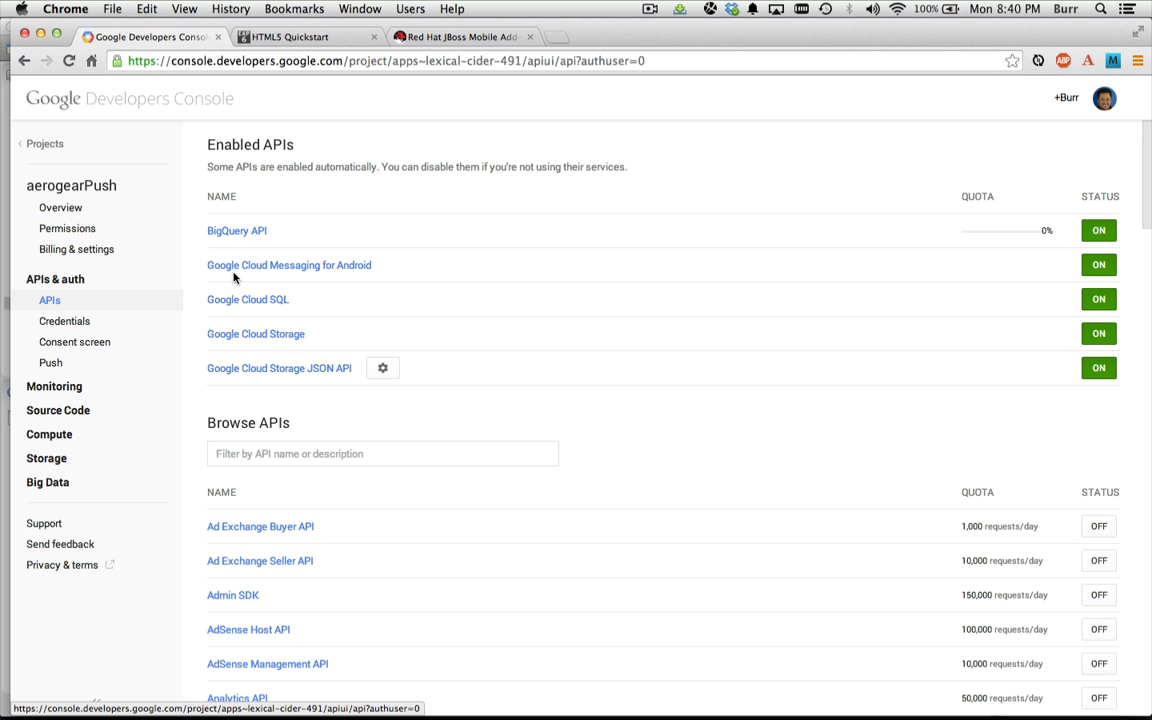 Chrome File Edit View History Bookmarks Window Users Help 100% Mon 8:40 PM Burr
Google Developers Conso HTML5 Quickstart Red Hat JBoss Mobile Add
https://console.developers.google.com/project/apps~lexical-cider-491/apiui/api?authuser=0 ABP A M
Google Developers Console +Burr
Projects
aerogearPush
Overview
Permissions
Billing & settings
APIs & auth
APIs
Credentials
Consent screen
Push
Monitoring
Source Code
Compute
Storage
Big Data
Support
Send feedback
Privacy & terms
Enabled APIs
Some APIs are enabled automatically. You can disable them if you're not using their services.
NAME QUOTA STATUS
BigQuery API 0% ON
Google Cloud Messaging for Android ON
Google Cloud SQL ON
Google Cloud Storage ON
Google Cloud Storage JSON API ON
Browse APIs
Filter by API name or description
NAME QUOTA STATUS
Ad Exchange Buyer API 1,000 requests/day OFF
Ad Exchange Seller API 10,000 requests/day OFF
Admin SDK 150,000 requests/day OFF
AdSense Host API 100,000 requests/day OFF
AdSense Management API 10,000 requests/day OFF
Analytics API 50,000 requests/day OFF
https://console.developers.google.com/project/apps~lexical-cider-491/apiui/api?authuser=0